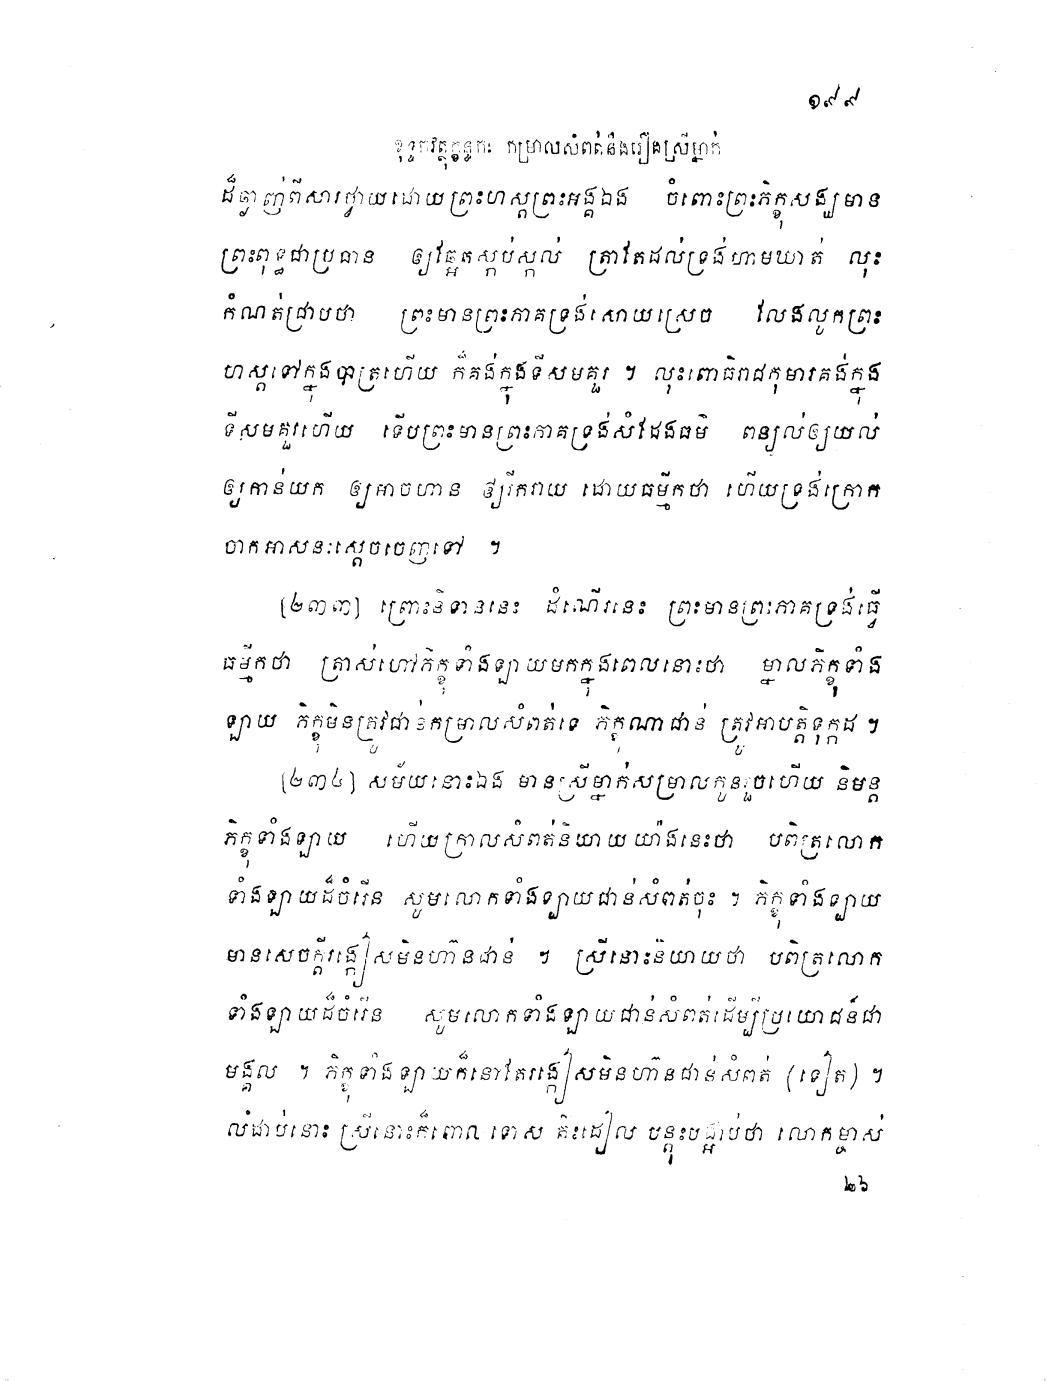 ១៩៩
ខុទ្ទកវត្ថុក្ខន្ធកៈ កម្រាលសំពត់និងរឿងស្រីម្នាក់
ដ៏ឆ្ងាញ់ពីសារថ្វាយដោយព្រះហស្តព្រះអង្គឯង ចំពោះព្រះភិក្ខុសង្ឃមាន
ព្រះពុទ្ធជាប្រធាន ឲ្យឆ្អែតស្កប់ស្កល់ ត្រាតែដល់ទ្រង់ហាមឃាត់ លុះ
កំណត់ជ្រាបថា ព្រះមានព្រះភាគទ្រង់សោយស្រេច លែងលូកព្រះ
ហស្តទៅក្នុងបាត្រហើយ ក៏គង់ក្នុងទីសមគួរ ។ លុះពោធិរាជកុមារគង់ក្នុង
ទីសមគួរហើយ ទើបព្រះមានព្រះភាគទ្រង់សំដែងធម៌ ពន្យល់ឲ្យយល់
ឲ្យកាន់យក ឲ្យអាចហាន ឲ្យរីករាយ ដោយធម្មីកថា ហើយទ្រង់ក្រោក
ចាកអាសនៈស្តេចចេញទៅ ។
[២៣៣] ព្រោះនិទាននេះ ដំណើរនេះ ព្រះមានព្រះភាគទ្រង់ធ្វើ
ធម្មីកថា ត្រាស់ហៅភិក្ខុទាំងឡាយមកក្នុងពេលនោះថា ម្នាលភិក្ខុទាំង
ឡាយ ភិក្ខុមិនត្រូវជាន់កម្រាលសំពត់ទេ ភិក្ខុណាជាន់ ត្រូវអាបត្តិទុក្កដ ។
[២៣៤] សម័យនោះឯង មានស្រីម្នាក់សម្រាលកូនរួចហើយ និមន្ត
ភិក្ខុទាំងឡាយ ហើយក្រាលសំពត់និយាយយ៉ាងនេះថា បពិត្រលោក
ទាំងឡាយដ៏ចំរើន សូមលោកទាំងឡាយជាន់សំពត់ចុះ ។ ភិក្ខុទាំងឡាយ
មានសេចក្តីរង្កៀសមិនហ៊ានជាន់ ។ ស្រីនោះនិយាយថា បពិត្រលោក
ទាំងឡាយដ៏ចំរើន សូមលោកទាំងឡាយជាន់សំពត់ដើម្បីប្រយោជន៍ជា
មង្គល ។ ភិក្ខុទាំងឡាយក៏នៅតែរង្កៀសមិនហ៊ានជាន់សំពត់ (ទៀត) ។
លំដាប់នោះ ស្រីនោះក៏ពោល ទោស តិះដៀល បន្តុះបង្អាប់ថា លោកម្ចាស់
២៦